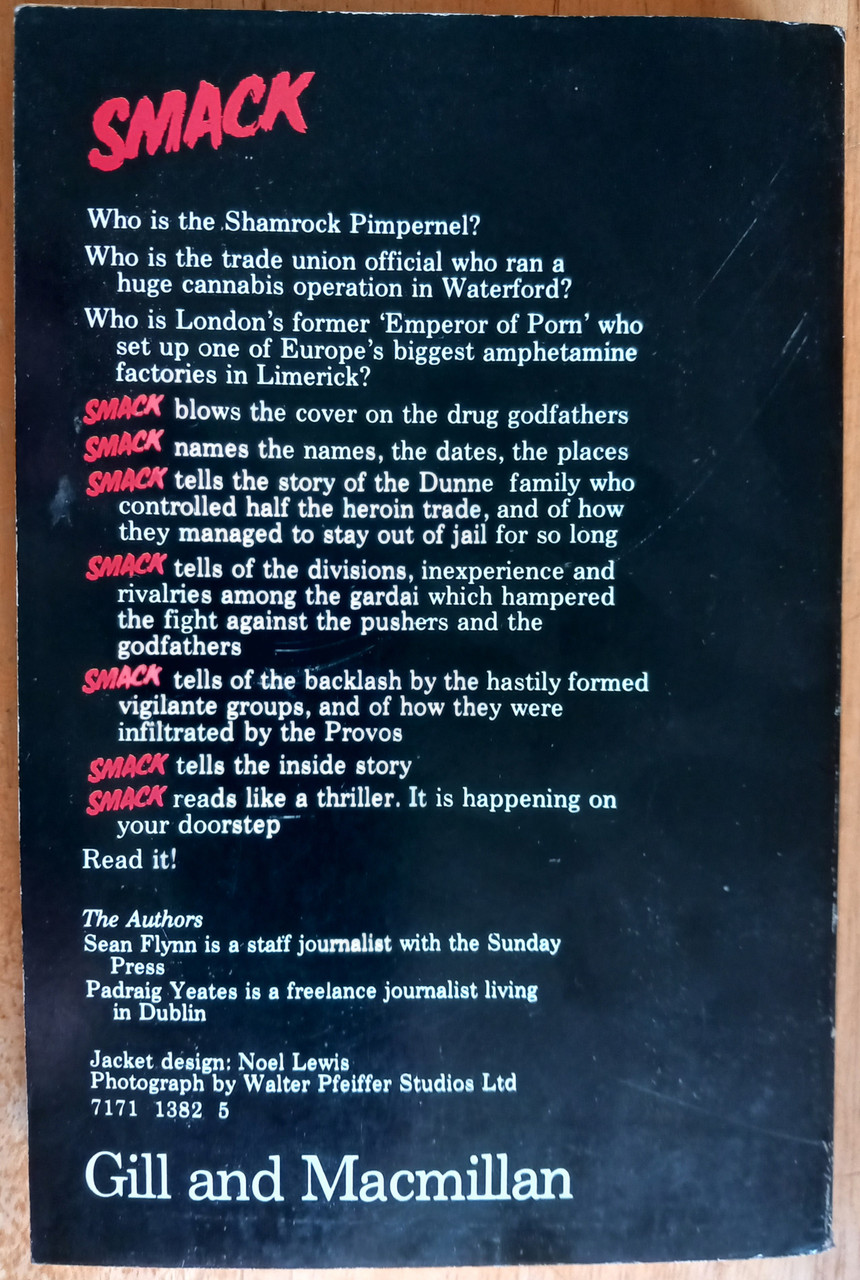 SMACK
Who is the Shamrock Pimpernel?
Who is the trade union official who ran a
huge cannabis operation in Waterford?
Who is London's former 'Emperor of Porn' who
set up one of Europe's biggest amphetamine
factories in Limerick?
SMACK blows the cover on the drug godfathers
SMACK names the names, the dates, the places
SMACK tells the story of the Dunne family who
controlled half the heroin trade, and of how
they managed to stay out of jail for so long
SMACK tells of the divisions, inexperience and
rivalries among the gardai which hampered
the fight against the pushers and the
godfathers
SMACK tells of the backlash by the hastily formed
vigilante groups, and of how they were
infiltrated by the Provos
SMACK tells the inside story
SMACK reads like a thriller. It is happening on
your doorstep
Read it!
The Authors
Sean Flynn is a staff journalist with the Sunday
Press
Padraig Yeates is a freelance journalist living
in Dublin
Jacket design: Noel Lewis
Photograph by Walter Pfeiffer Studios Ltd
7171 1382 5
Gill and Macmillan